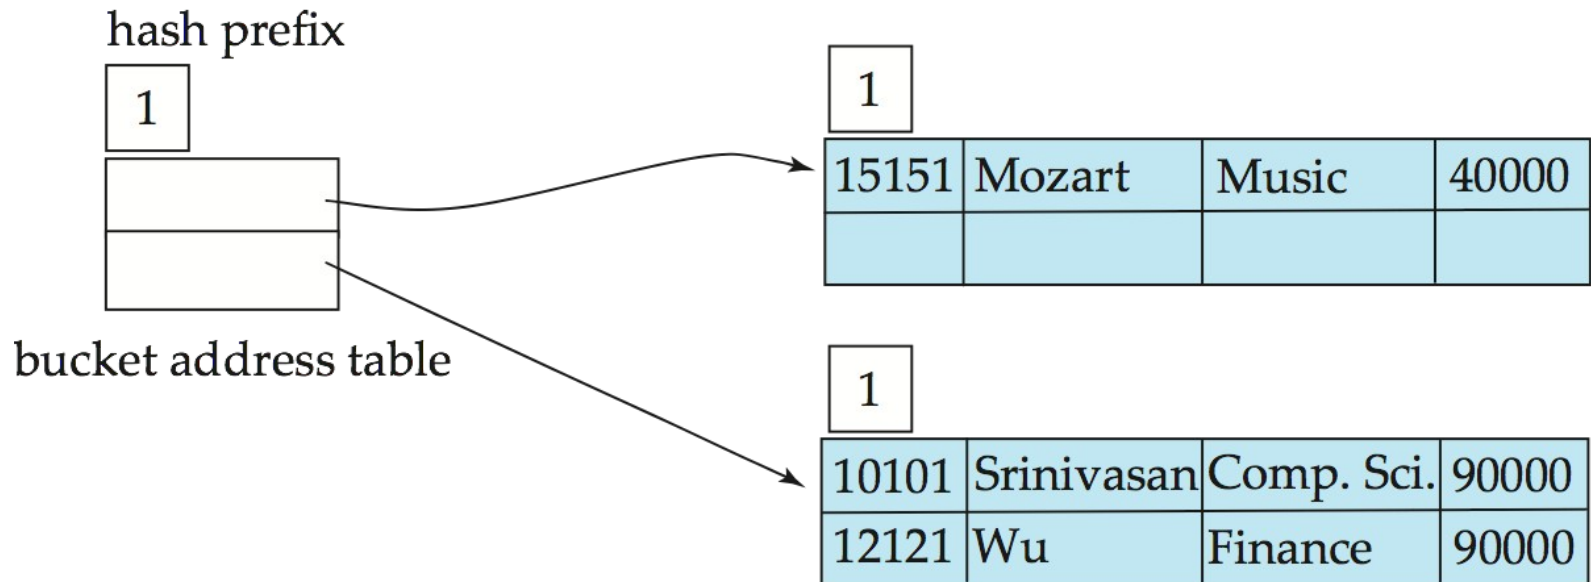 hash prefix
1
bucket address table
1
15151 Mozart Music 40000
1
10101 Srinivasan Comp. Sci. 90000
12121 Wu Finance 90000